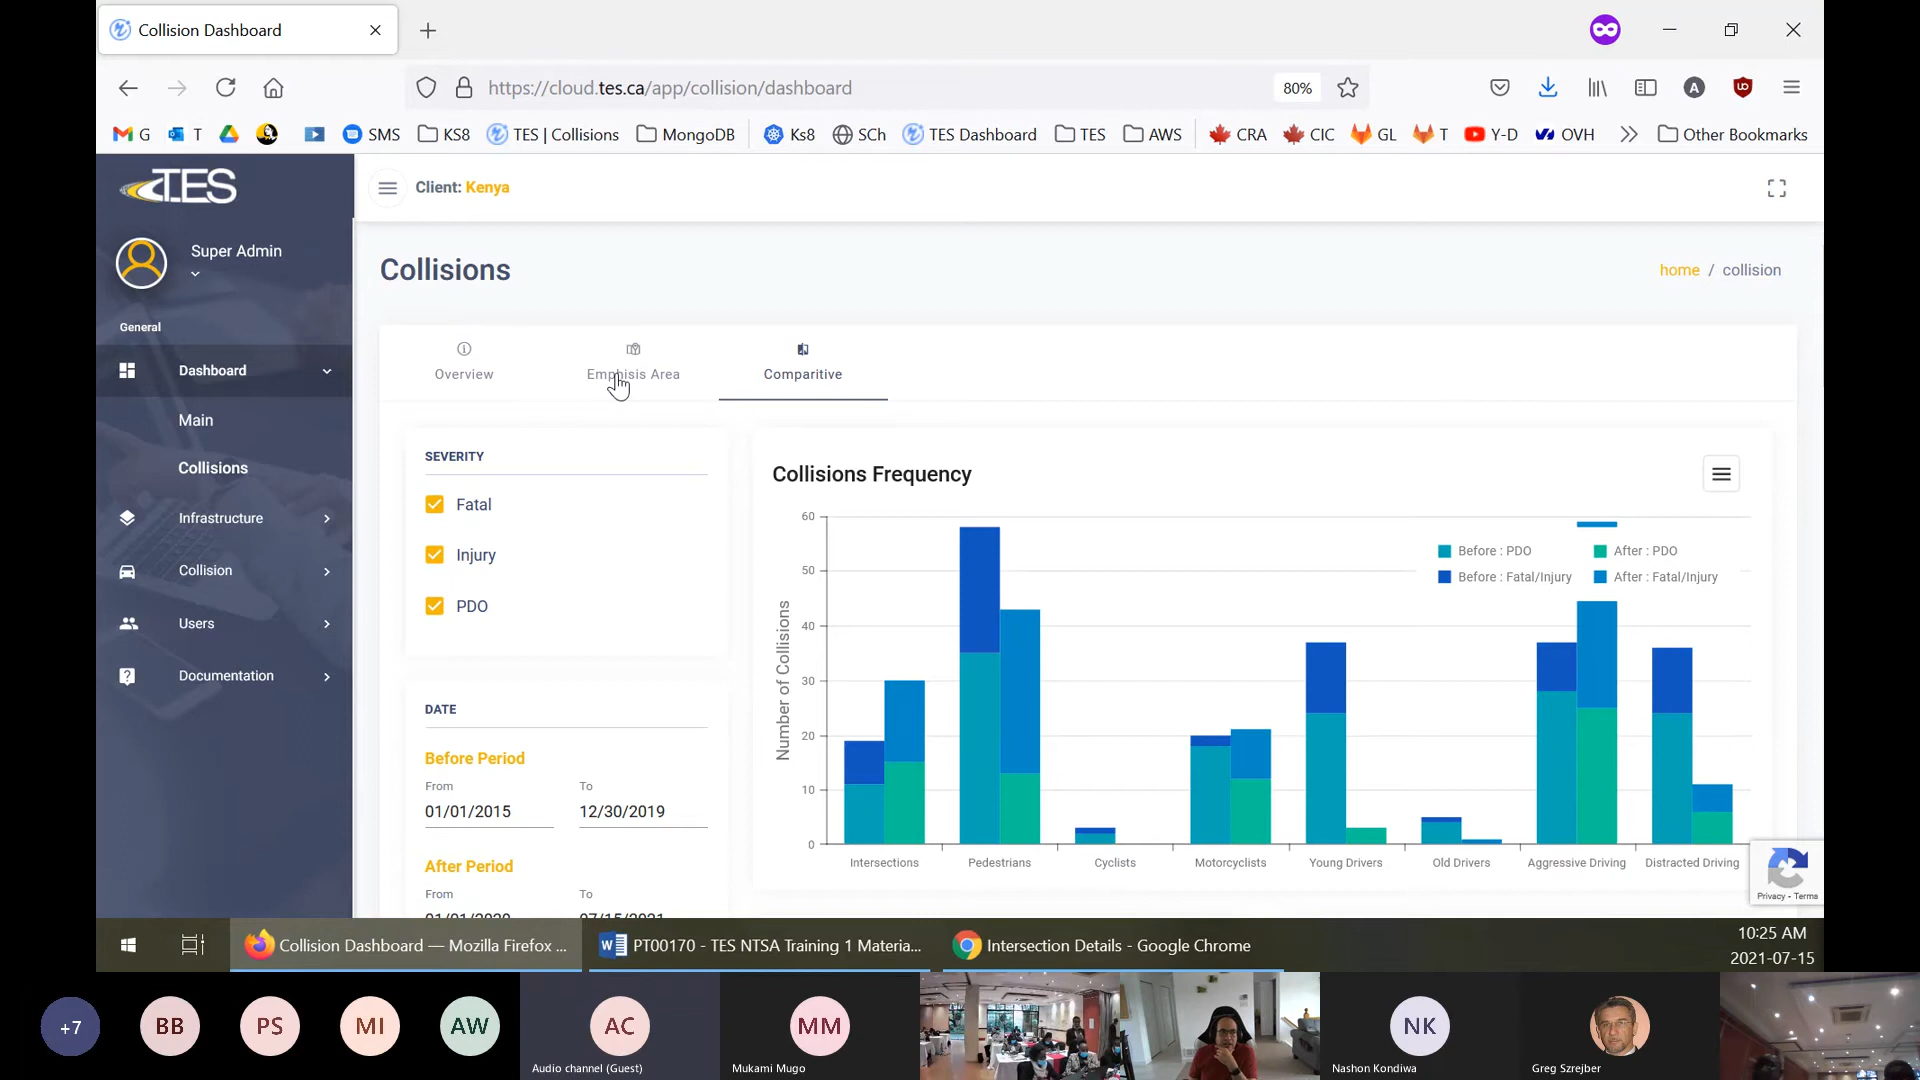 Collision Dashboard
https://cloud.tes.ca/app/collision/dashboard
80%
A
G
T
SMS
KS8
TES | Collisions
MongoDB
Ks8
SCh
TES Dashboard
TES
AWS
CRA
CIC
GL
T
Y-D
OVH
Other Bookmarks
TES
Client: Kenya
Super Admin
General
Dashboard
Main
Collisions
Infrastructure
Collision
Users
Documentation
Collisions
home / collision
Overview
Emphisis Area
Comparitive
SEVERITY
Fatal
Injury
PDO
DATE
Before Period
From
To
01/01/2015
12/30/2019
After Period
From
To
01/01/2020
07/15/2021
Collisions Frequency
Number of Collisions
60
50
40
30
20
10
0
Before : PDO
After : PDO
Before : Fatal/Injury
After : Fatal/Injury
Intersections
Pedestrians
Cyclists
Motorcyclists
Young Drivers
Old Drivers
Aggressive Driving
Distracted Driving
Privacy - Terms
Collision Dashboard — Mozilla Firefox ...
PT00170 - TES NTSA Training 1 Materia...
Intersection Details - Google Chrome
10:25 AM
2021-07-15
+7
BB
PS
MI
AW
AC
Audio channel (Guest)
MM
Mukami Mugo
NK
Nashon Kondiwa
Greg Szrejber